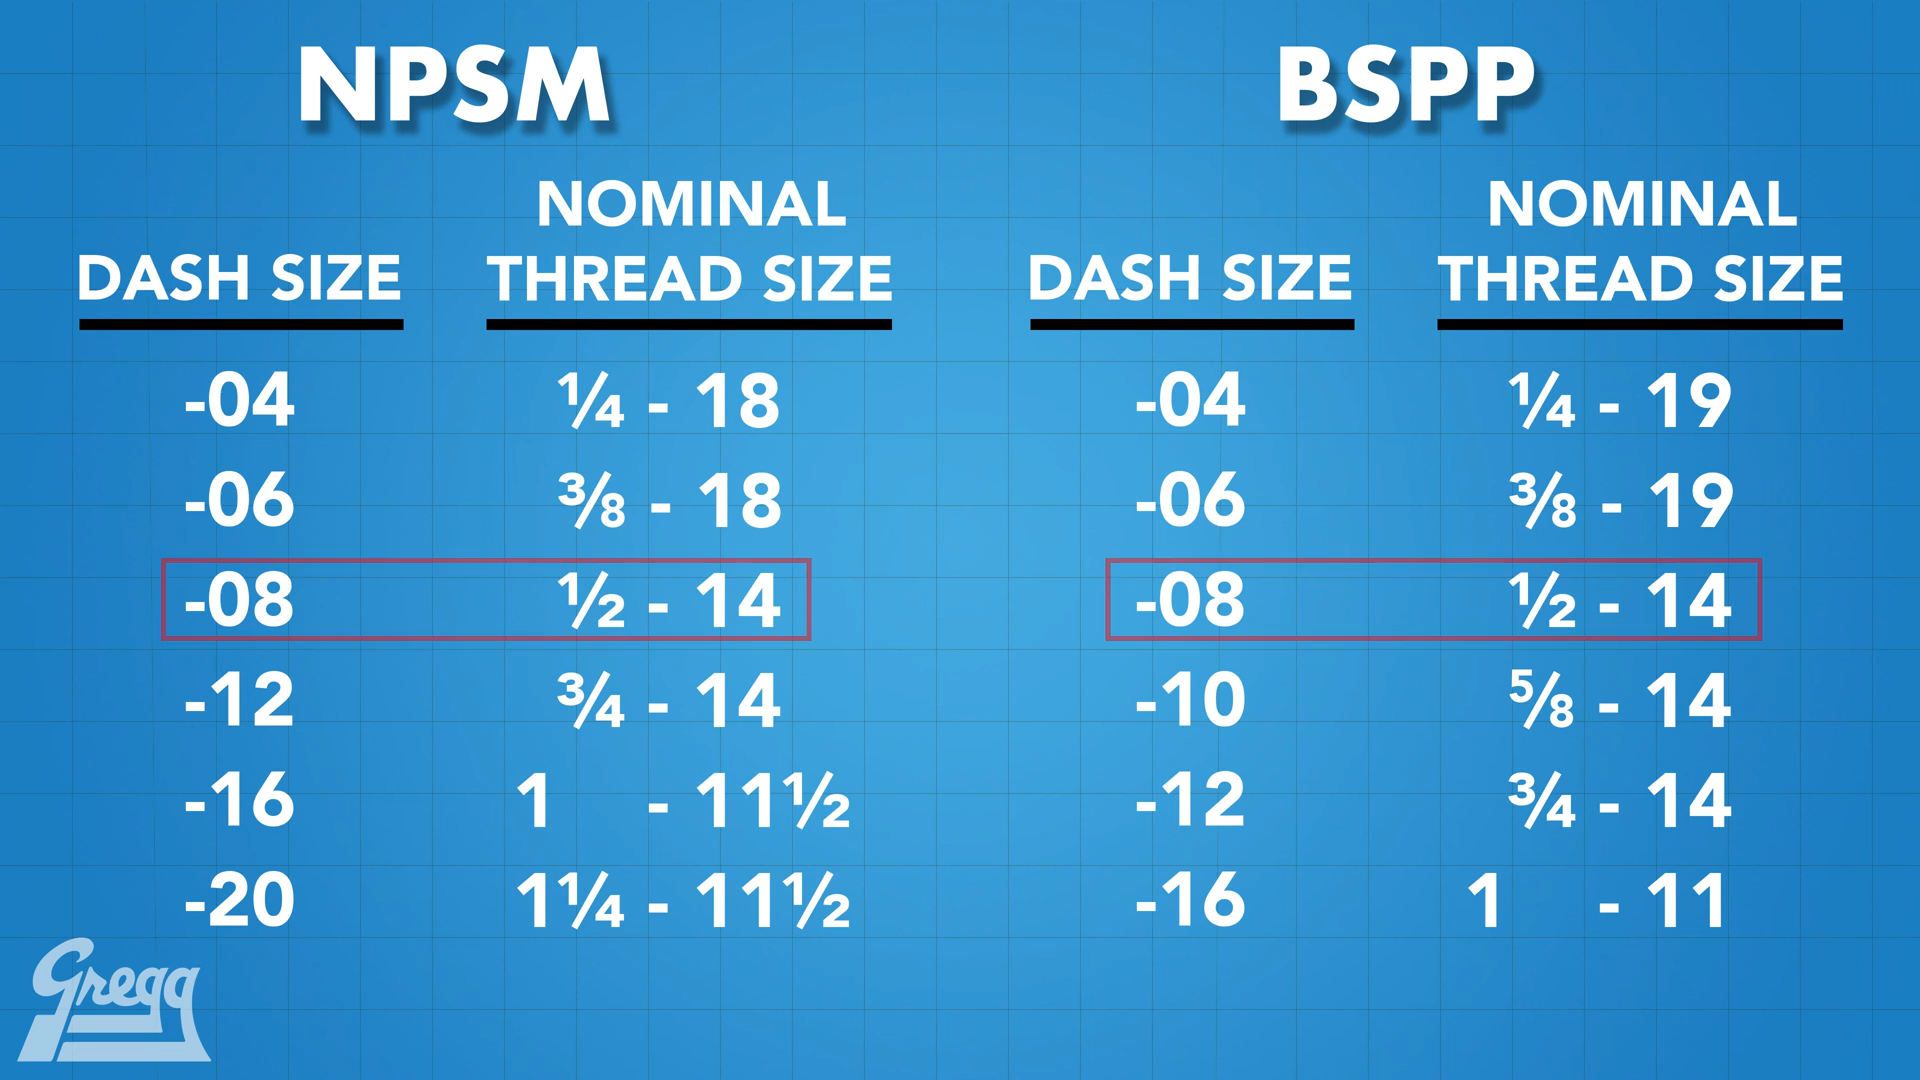 NPSM
DASH SIZE NOMINAL THREAD SIZE
-04 ¼ - 18
-06 ⅜ - 18
-08 ½ - 14
-12 ¾ - 14
-16 1 - 11½
-20 1¼ - 11½
BSPP
DASH SIZE NOMINAL THREAD SIZE
-04 ¼ - 19
-06 ⅜ - 19
-08 ½ - 14
-10 ⅝ - 14
-12 ¾ - 14
-16 1 - 11
Gregg